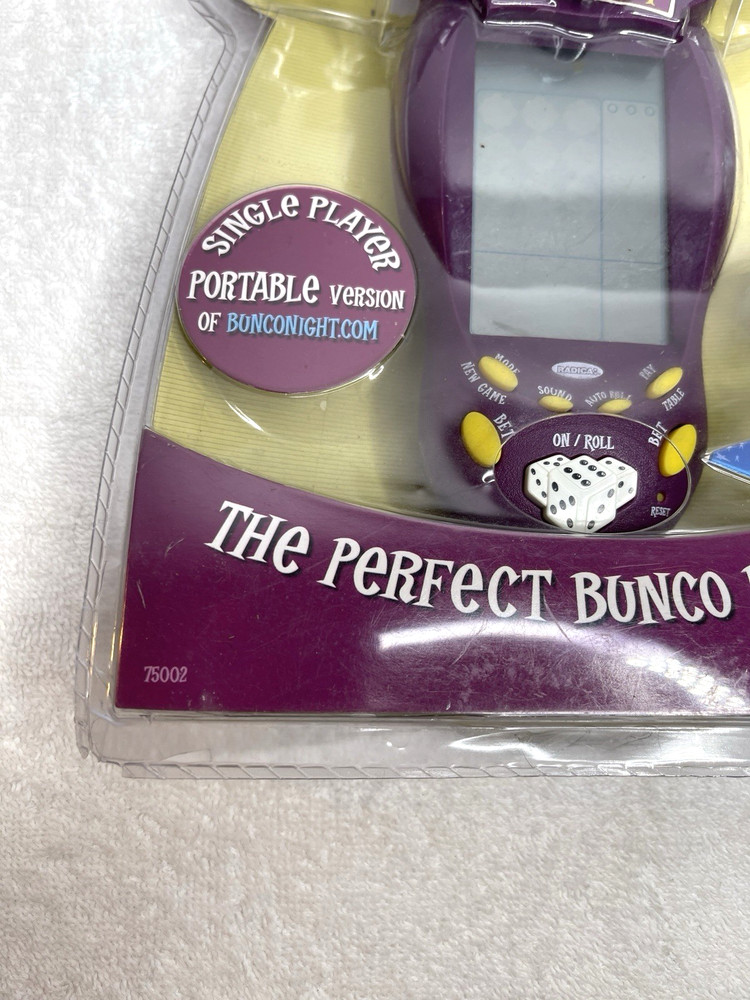 SINGLE PLAYER
PORTABLE VERSION
OF BUNCONIGHT.COM
MODE
NEW GAME
RADICA:
SOUND
AUTO ROLL
PAY
TABLE
BET
ON / ROLL
BET
RESET
THE PERFECT BUNCO
75002